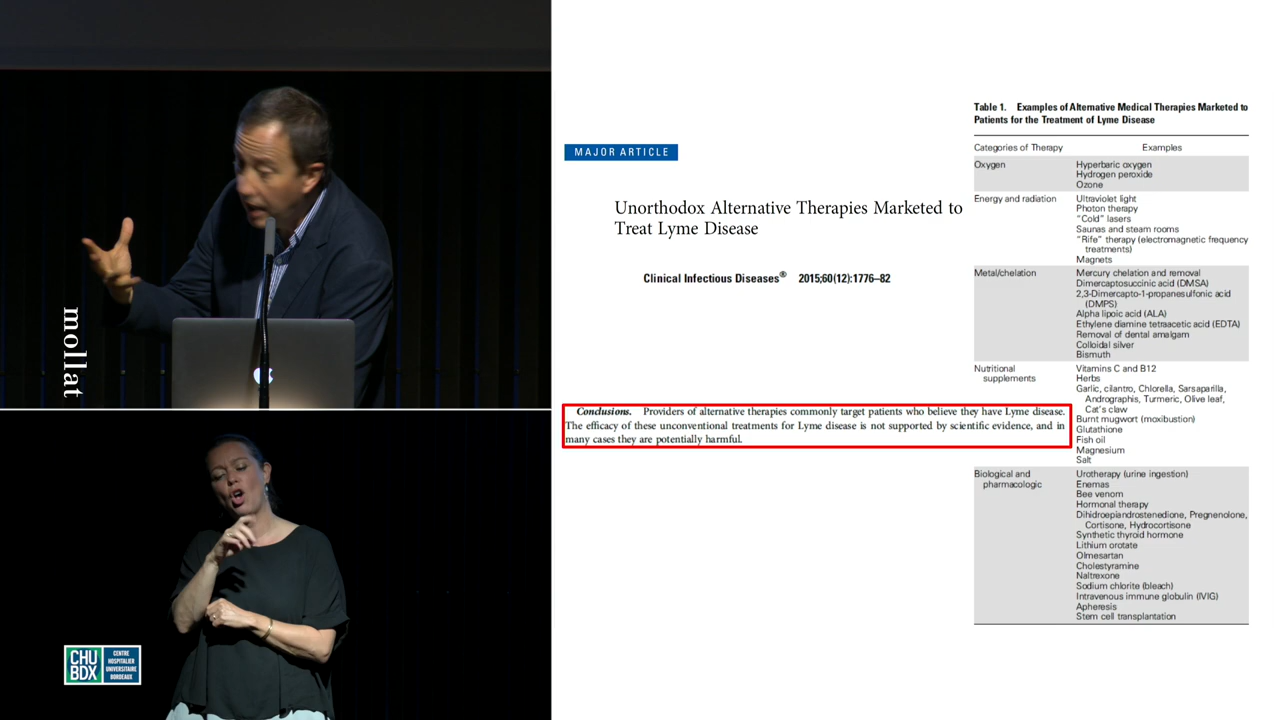 mollat
CHU
BDX
CENTRE
HOSPITALIER
UNIVERSITAIRE
BORDEAUX
MAJOR ARTICLE
Unorthodox Alternative Therapies Marketed to
Treat Lyme Disease
Clinical Infectious Diseases® 2015;60(12):1776–82
Conclusions. Providers of alternative therapies commonly target patients who believe they have Lyme disease.
The efficacy of these unconventional treatments for Lyme disease is not supported by scientific evidence, and in
many cases they are potentially harmful.
Table 1. Examples of Alternative Medical Therapies Marketed to
Patients for the Treatment of Lyme Disease
Categories of Therapy Examples
Oxygen Hyperbaric oxygen
Hydrogen peroxide
Ozone
Energy and radiation Ultraviolet light
Photon therapy
"Cold" lasers
Saunas and steam rooms
"Rife" therapy (electromagnetic frequency
treatments)
Magnets
Metal/chelation Mercury chelation and removal
Dimercaptosuccinic acid (DMSA)
2,3-Dimercapto-1-propanesulfonic acid
(DMPS)
Alpha lipoic acid (ALA)
Ethylene diamine tetraacetic acid (EDTA)
Removal of dental amalgam
Colloidal silver
Bismuth
Nutritional Vitamins C and B12
supplements Herbs
Garlic, cilantro, Chlorella, Sarsaparilla,
Andrographis, Turmeric, Olive leaf,
Cat's claw
Burnt mugwort (moxibustion)
Glutathione
Fish oil
Magnesium
Salt
Biological and Urotherapy (urine ingestion)
pharmacologic Enemas
Bee venom
Hormonal therapy
Dihidroepiandrostenedione, Pregnenolone,
Cortisone, Hydrocortisone
Synthetic thyroid hormone
Lithium orotate
Olmesartan
Cholestyramine
Naltrexone
Sodium chlorite (bleach)
Intravenous immune globulin (IVIG)
Apheresis
Stem cell transplantation